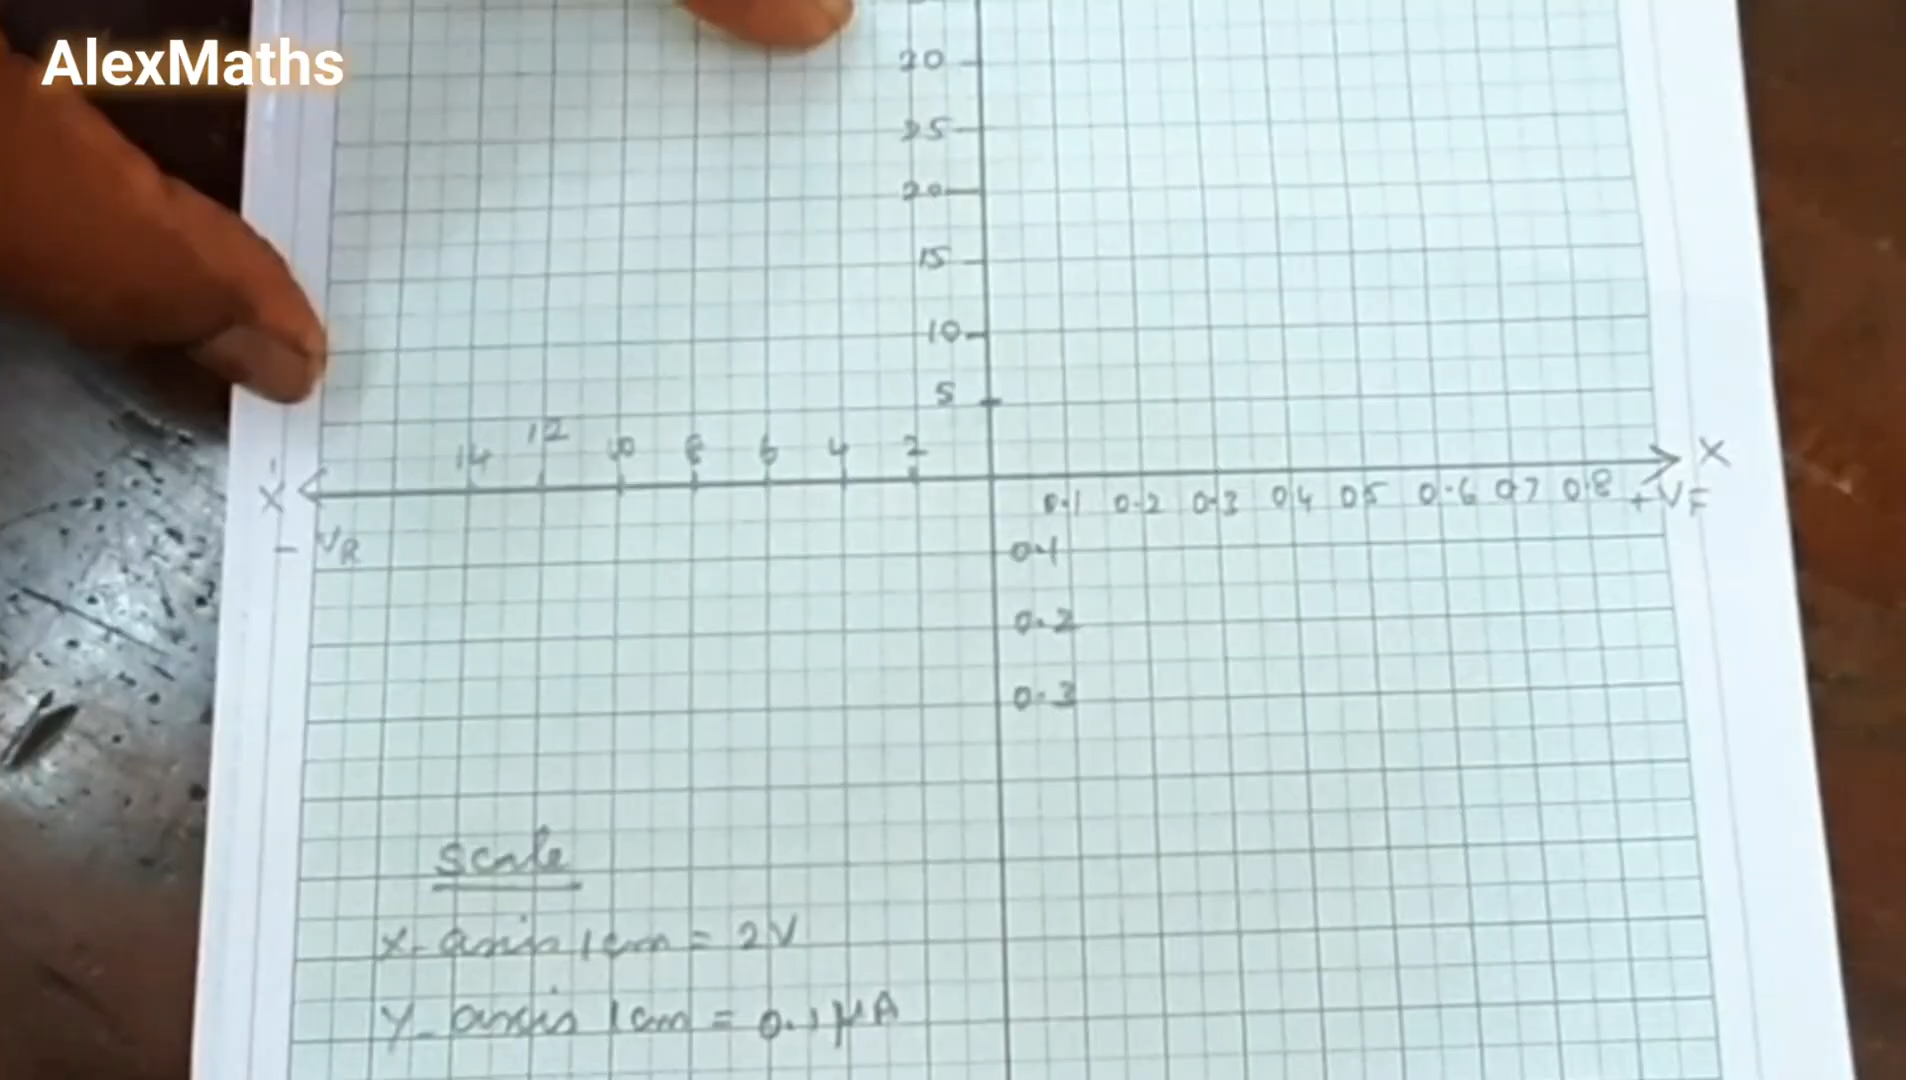 AlexMaths
30
25
20
15
10
5
14 12 10 8 6 4 2
X' X
0.1 0.2 0.3 0.4 0.5 0.6 0.7 0.8 +VF
- VR
0.1
0.2
0.3
Scale
X-axis 1cm = 2V
Y-axis 1cm = 0.1μA